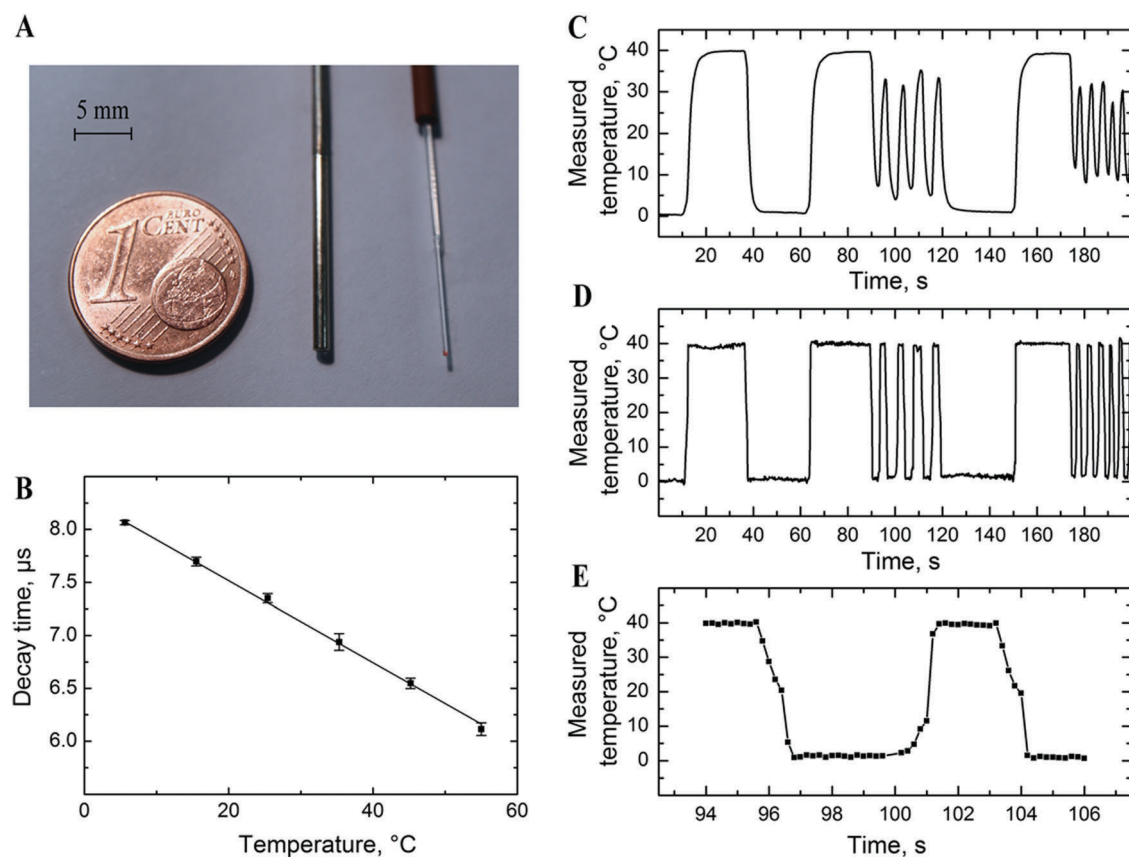 A
5 mm
1
EURO
CENT
B
8.0
7.5
7.0
6.5
6.0
Decay time, µs
0
20
40
60
Temperature, °C
C
50
40
30
20
10
0
Measured
temperature, °C
20 40 60 80 100 120 140 160 180
Time, s
D
50
40
30
20
10
0
Measured
temperature, °C
20 40 60 80 100 120 140 160 180
Time, s
E
50
40
30
20
10
0
Measured
temperature, °C
94 96 98 100 102 104 106
Time, s